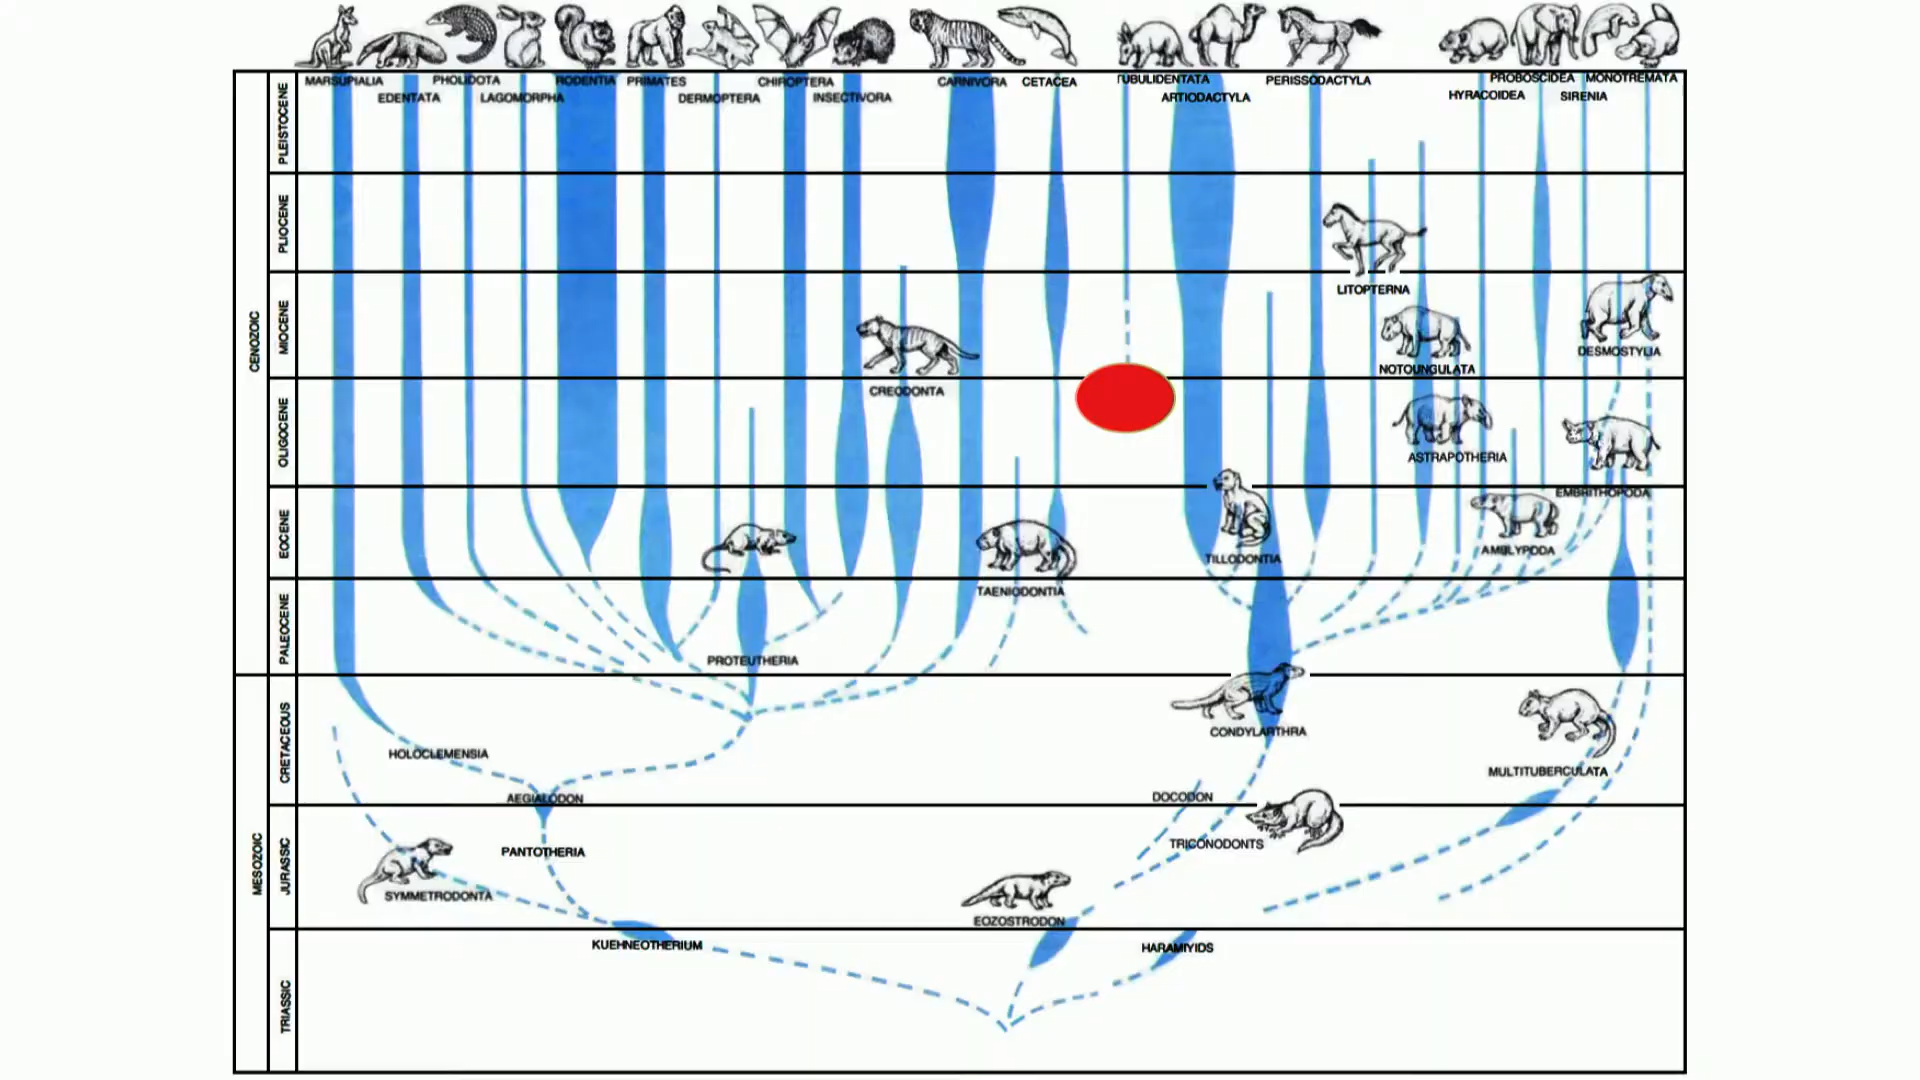 MARSUPIALIA
EDENTATA
PHOLIDOTA
LAGOMORPHA
RODENTIA
PRIMATES
DERMOPTERA
CHIROPTERA
INSECTIVORA
CARNIVORA
CETACEA
TUBULIDENTATA
ARTIODACTYLA
PERISSODACTYLA
HYRACOIDEA
PROBOSCIDEA
SIRENIA
MONOTREMATA
CENOZOIC
PLEISTOCENE
PLIOCENE
LITOPTERNA
MIOCENE
DESMOSTYLIA
NOTOUNGULATA
CREODONTA
OLIGOCENE
ASTRAPOTHERIA
EMBRITHOPODA
EOCENE
AMBLYPODA
TILLODONTIA
TAENIODONTIA
PALEOCENE
PROTEUTHERIA
MESOZOIC
CRETACEOUS
CONDYLARTHRA
HOLOCLEMENSIA
MULTITUBERCULATA
AEGIALODON
DOCODON
JURASSIC
TRICONODONTS
PANTOTHERIA
SYMMETRODONTA
EOZOSTRODON
TRIASSIC
KUEHNEOTHERIUM
HARAMIYIDS